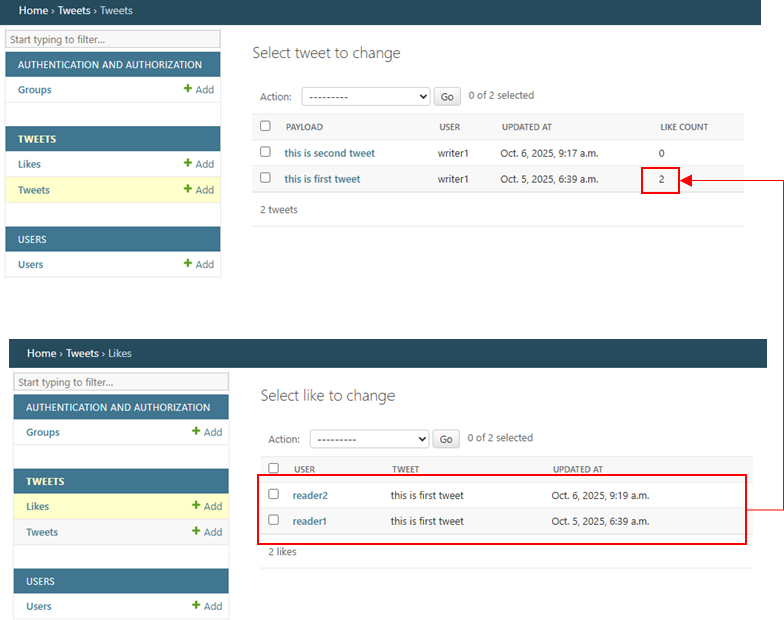 Home › Tweets › Tweets
Start typing to filter...
AUTHENTICATION AND AUTHORIZATION
Groups + Add
TWEETS
Likes + Add
Tweets + Add
USERS
Users + Add
Select tweet to change
Action: --------- Go 0 of 2 selected
PAYLOAD USER UPDATED AT LIKE COUNT
this is second tweet writer1 Oct. 6, 2025, 9:17 a.m. 0
this is first tweet writer1 Oct. 5, 2025, 6:39 a.m. 2
2 tweets
Home › Tweets › Likes
Start typing to filter...
AUTHENTICATION AND AUTHORIZATION
Groups + Add
TWEETS
Likes + Add
Tweets + Add
USERS
Users + Add
Select like to change
Action: --------- Go 0 of 2 selected
USER TWEET UPDATED AT
reader2 this is first tweet Oct. 6, 2025, 9:19 a.m.
reader1 this is first tweet Oct. 5, 2025, 6:39 a.m.
2 likes